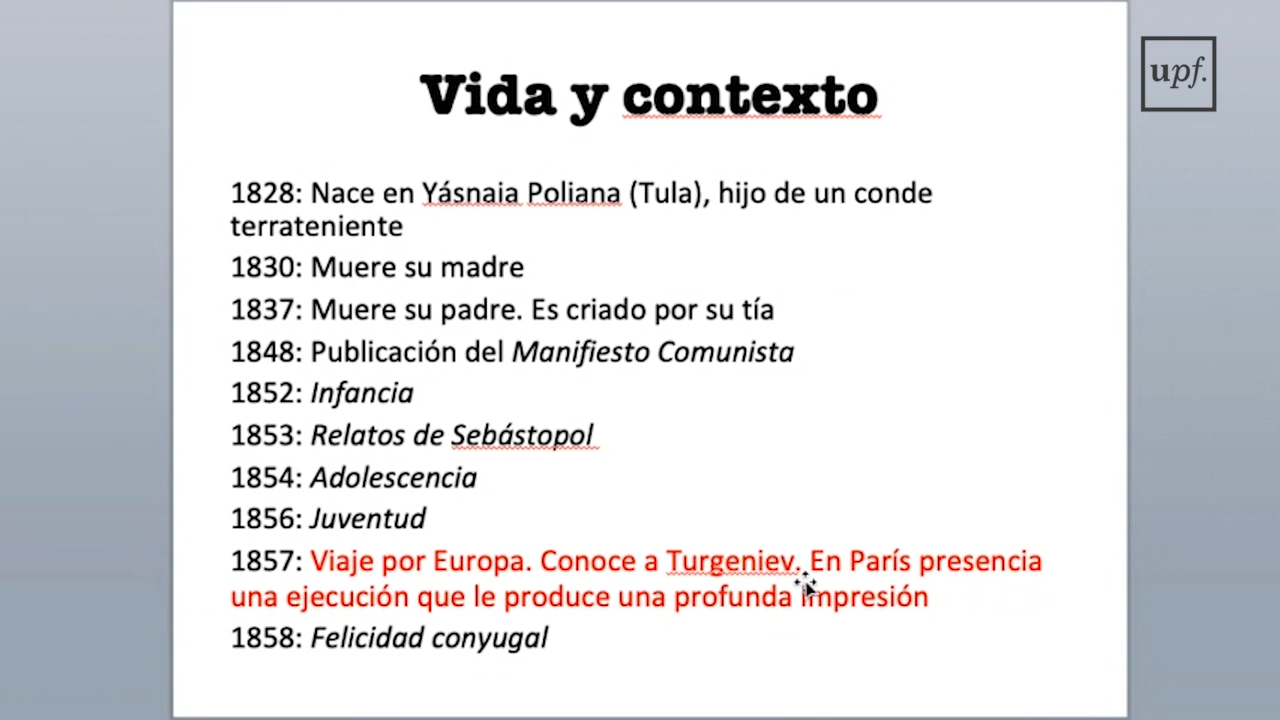 upf.
Vida y contexto
1828: Nace en Yásnaia Poliana (Tula), hijo de un conde
terrateniente
1830: Muere su madre
1837: Muere su padre. Es criado por su tía
1848: Publicación del Manifiesto Comunista
1852: Infancia
1853: Relatos de Sebástopol
1854: Adolescencia
1856: Juventud
1857: Viaje por Europa. Conoce a Turgeniev. En París presencia
una ejecución que le produce una profunda impresión
1858: Felicidad conyugal